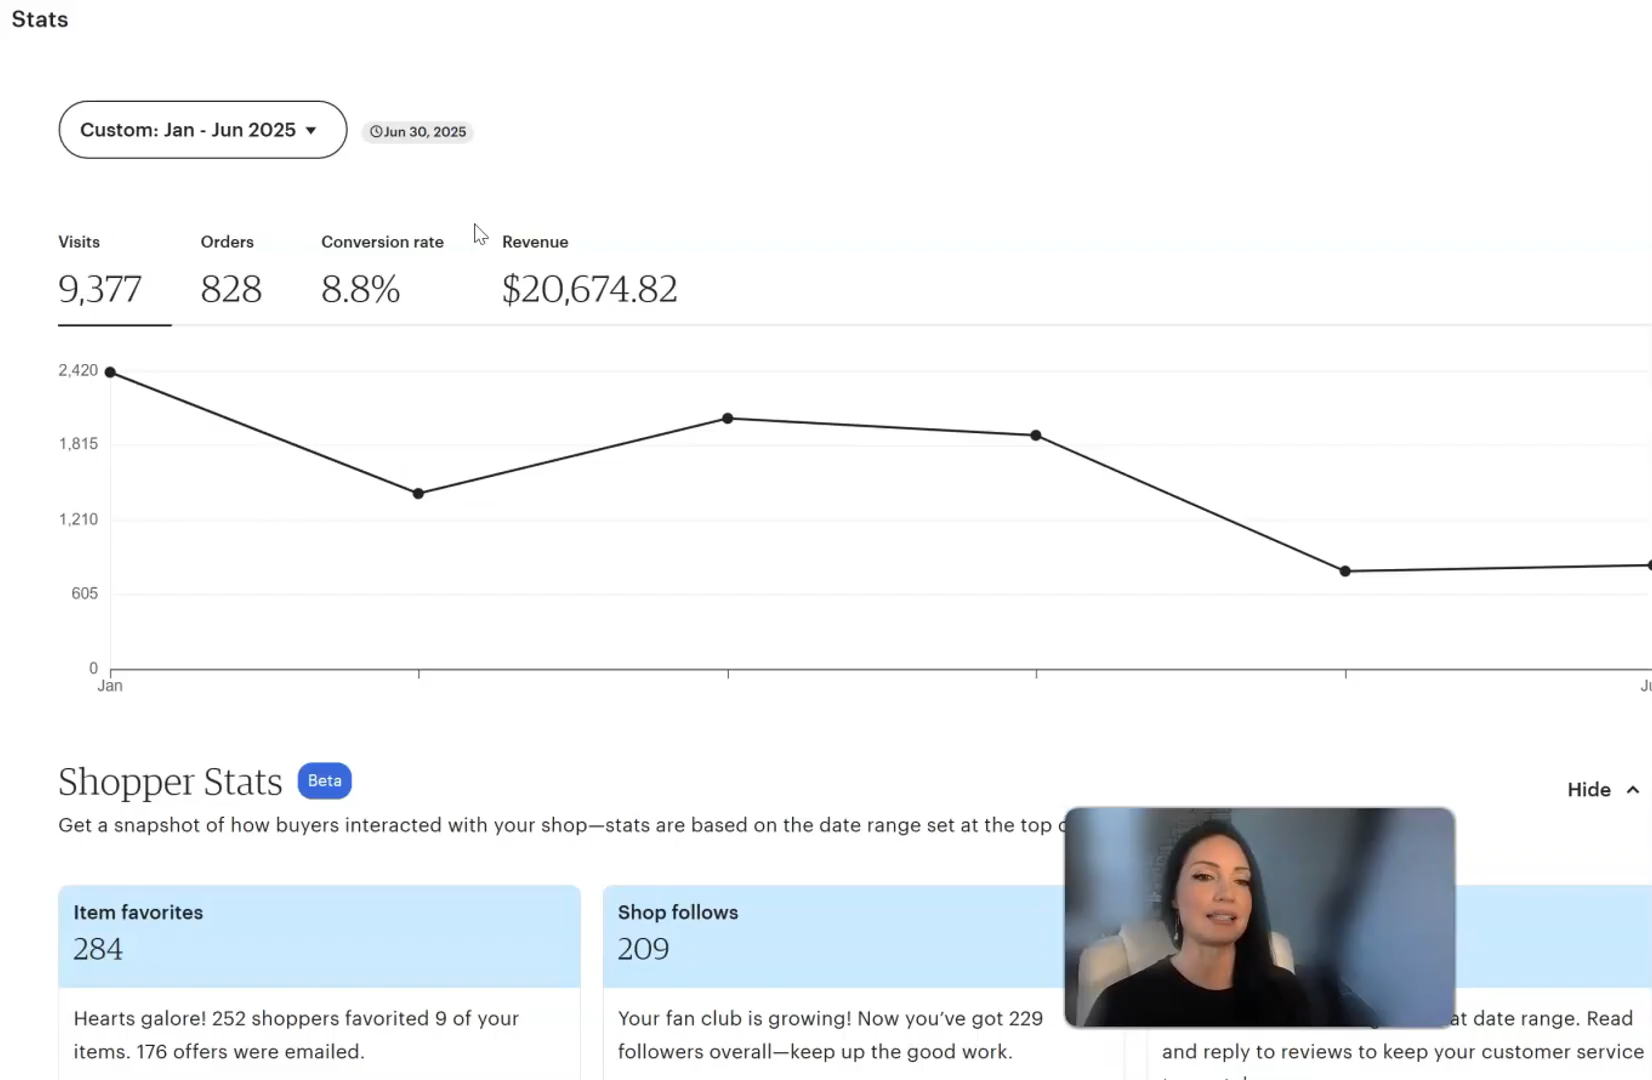 Stats
Custom: Jan - Jun 2025
Jun 30, 2025
Visits
Orders
Conversion rate
Revenue
9,377
828
8.8%
$20,674.82
2,420
1,815
1,210
605
0
Jan
Shopper Stats
Beta
Hide
Get a snapshot of how buyers interacted with your shop—stats are based on the date range set at the top
Item favorites
284
Hearts galore! 252 shoppers favorited 9 of your
items. 176 offers were emailed.
Shop follows
209
Your fan club is growing! Now you’ve got 229
followers overall—keep up the good work.
date range. Read
and reply to reviews to keep your customer service